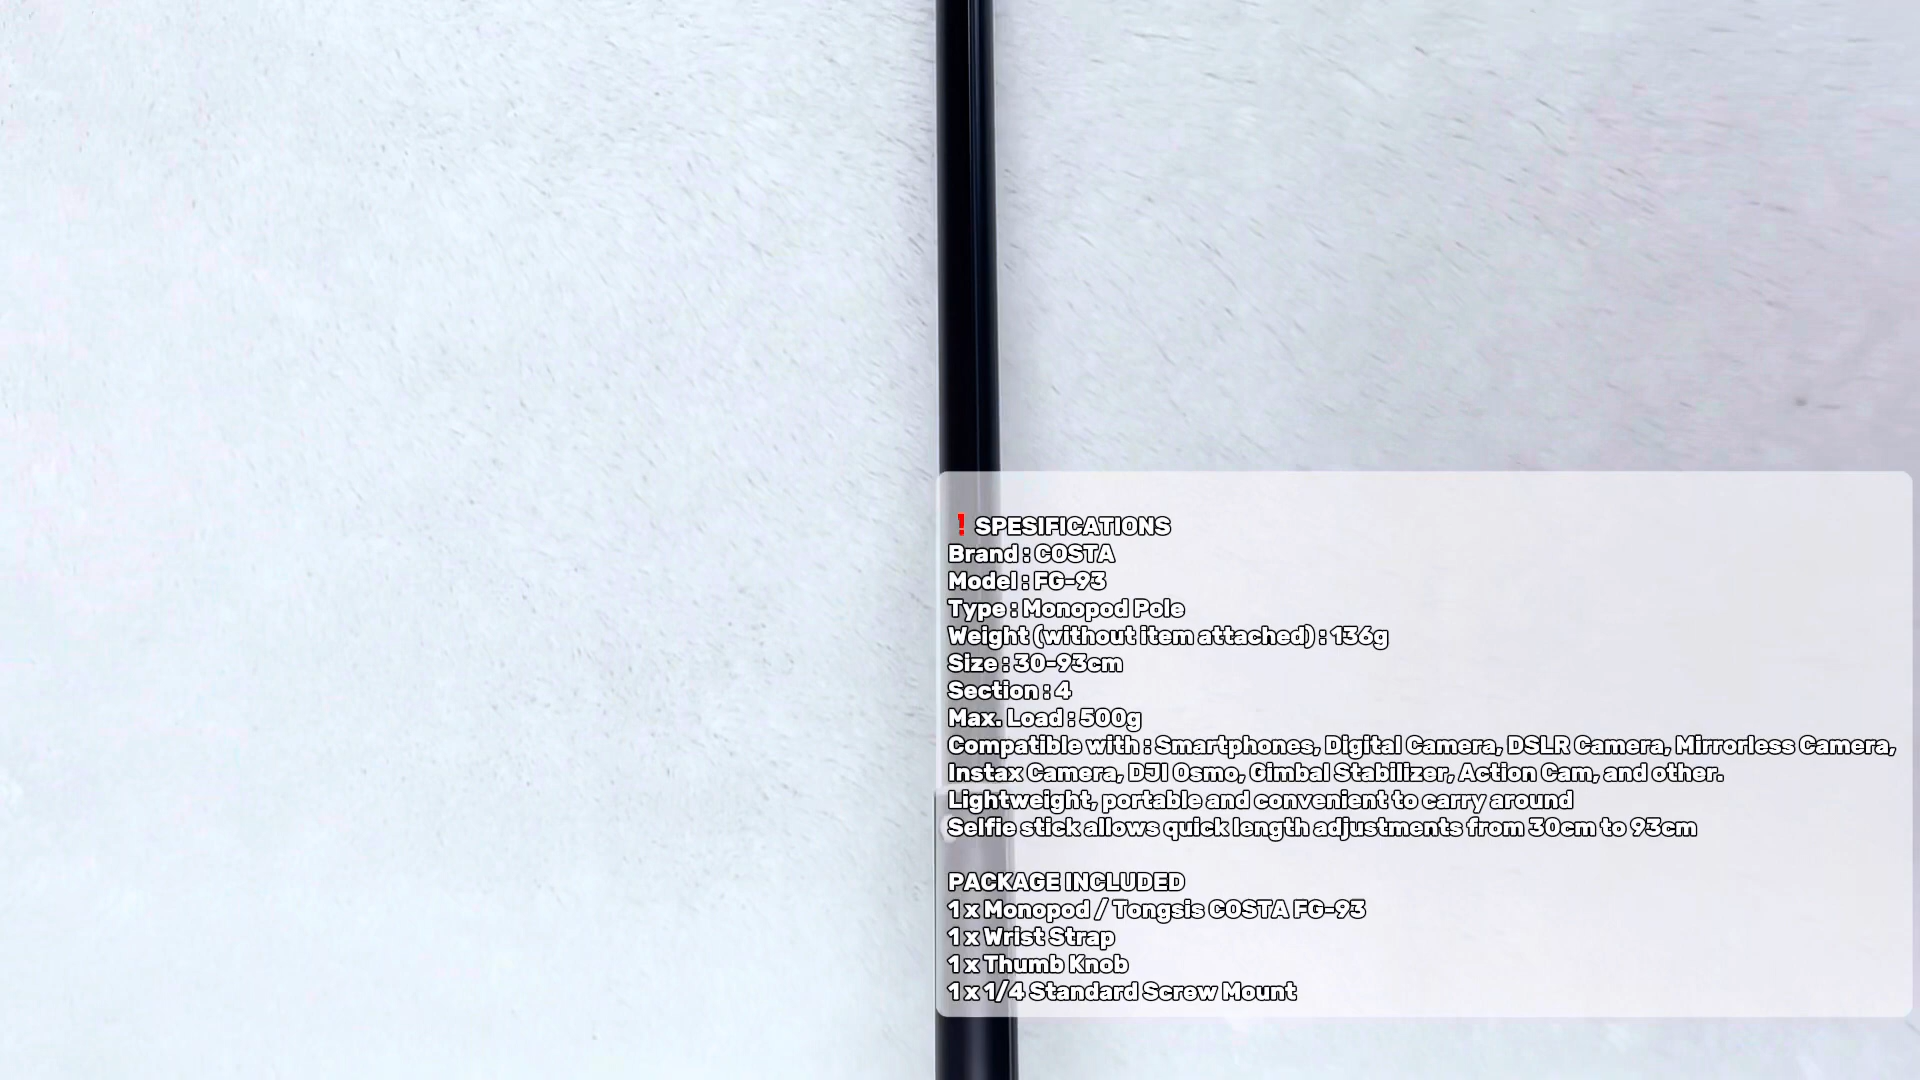 ❗ SPESIFICATIONS
Brand : COSTA
Model : FG-93
Type : Monopod Pole
Weight (without item attached) : 136g
Size : 30-93cm
Section : 4
Max. Load : 500g
Compatible with : Smartphones, Digital Camera, DSLR Camera, Mirrorless Camera,
Instax Camera, DJI Osmo, Gimbal Stabilizer, Action Cam, and other.
Lightweight, portable and convenient to carry around
Selfie stick allows quick length adjustments from 30cm to 93cm
PACKAGE INCLUDED
1 x Monopod / Tongsis COSTA FG-93
1 x Wrist Strap
1 x Thumb Knob
1 x 1/4 Standard Screw Mount